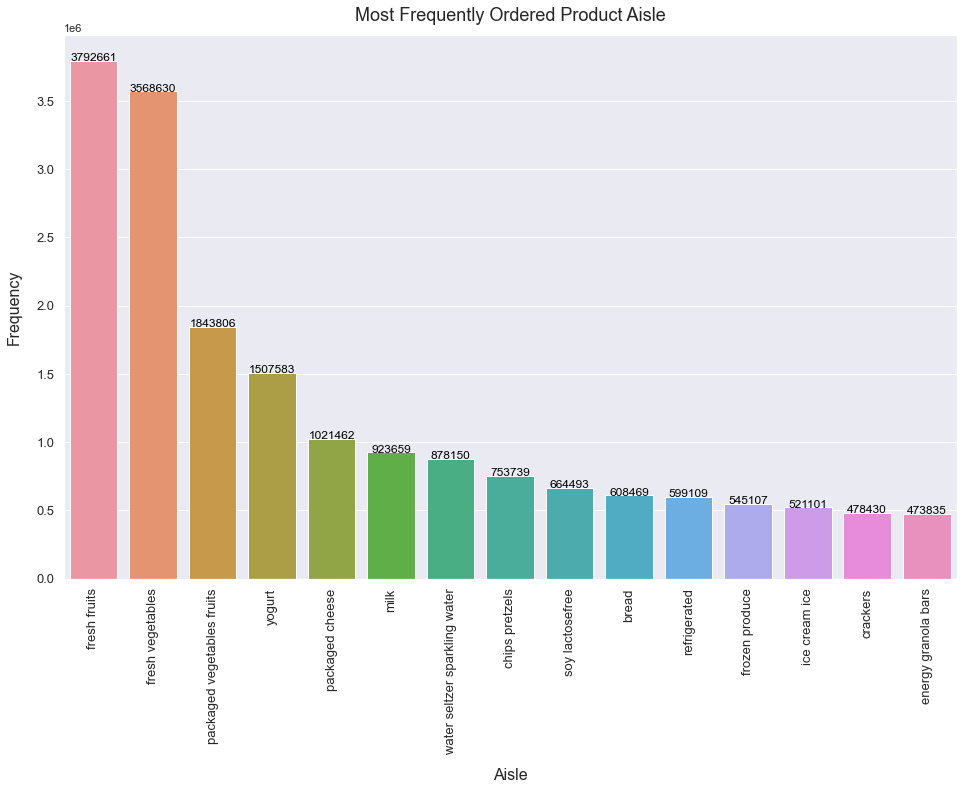 Most Frequently Ordered Product Aisle
1e6
3792661
3568630
1843806
1507583
1021462
923659
878150
753739
664493
608469
599109
545107
521101
478430
473835
3.5
3.0
2.5
2.0
1.5
1.0
0.5
0.0
Frequency
fresh fruits
fresh vegetables
packaged vegetables fruits
yogurt
packaged cheese
milk
water seltzer sparkling water
chips pretzels
soy lactosefree
bread
refrigerated
frozen produce
ice cream ice
crackers
energy granola bars
Aisle